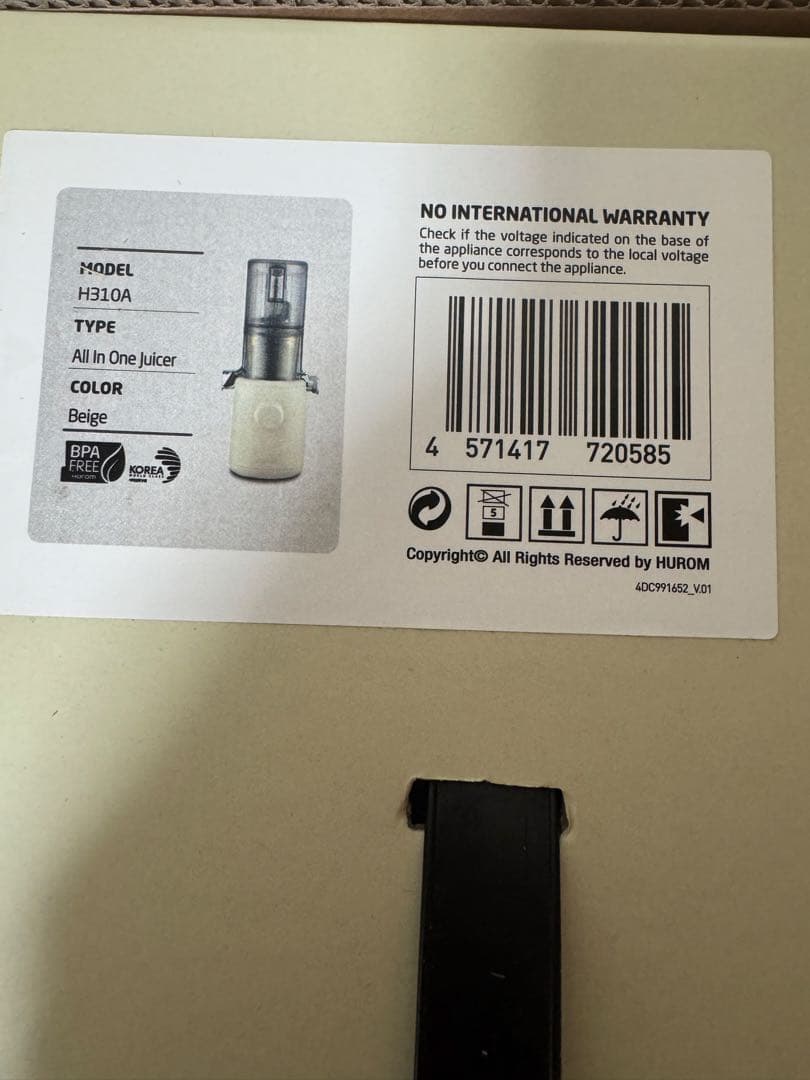 MODEL
H310A
TYPE
All In One Juicer
COLOR
Beige
BPA
FREE
Hurom
KOREA
NO INTERNATIONAL WARRANTY
Check if the voltage indicated on the base of
the appliance corresponds to the local voltage
before you connect the appliance.
4 571417 720585
5
Copyright© All Rights Reserved by HUROM
4DC991652_V.01